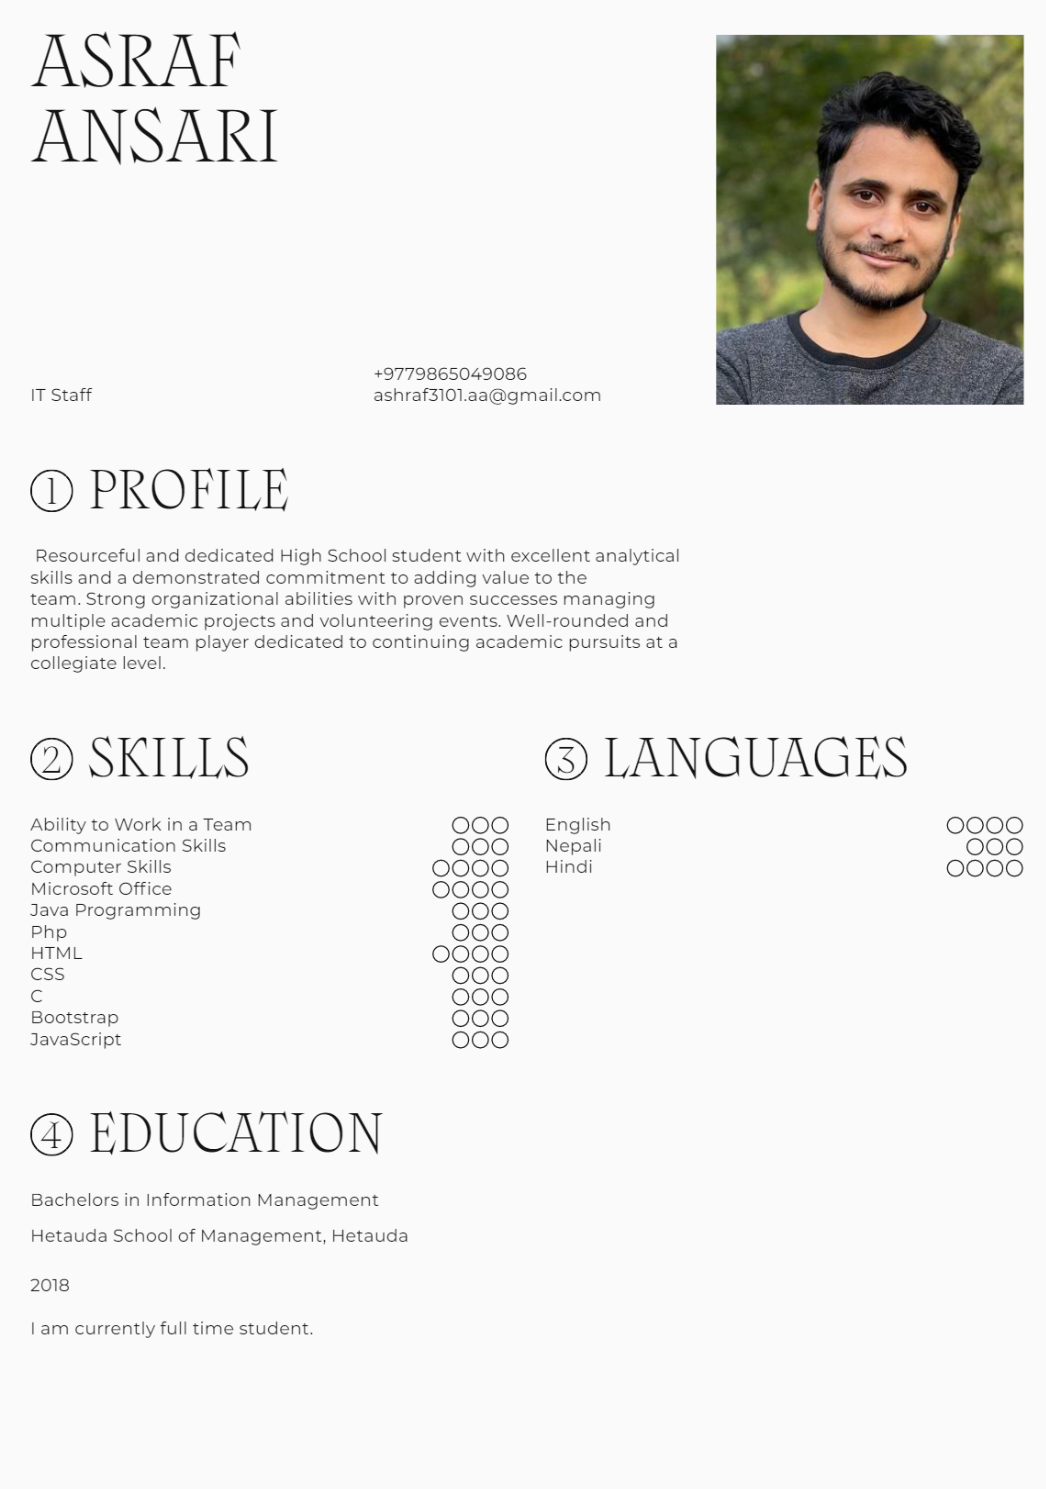 ASRAF
ANSARI
IT Staff
+9779865049086
ashraf3101.aa@gmail.com
1 PROFILE
Resourceful and dedicated High School student with excellent analytical
skills and a demonstrated commitment to adding value to the
team. Strong organizational abilities with proven successes managing
multiple academic projects and volunteering events. Well-rounded and
professional team player dedicated to continuing academic pursuits at a
collegiate level.
2 SKILLS
Ability to Work in a Team
Communication Skills
Computer Skills
Microsoft Office
Java Programming
Php
HTML
CSS
C
Bootstrap
JavaScript
3 LANGUAGES
English
Nepali
Hindi
4 EDUCATION
Bachelors in Information Management
Hetauda School of Management, Hetauda
2018
I am currently full time student.